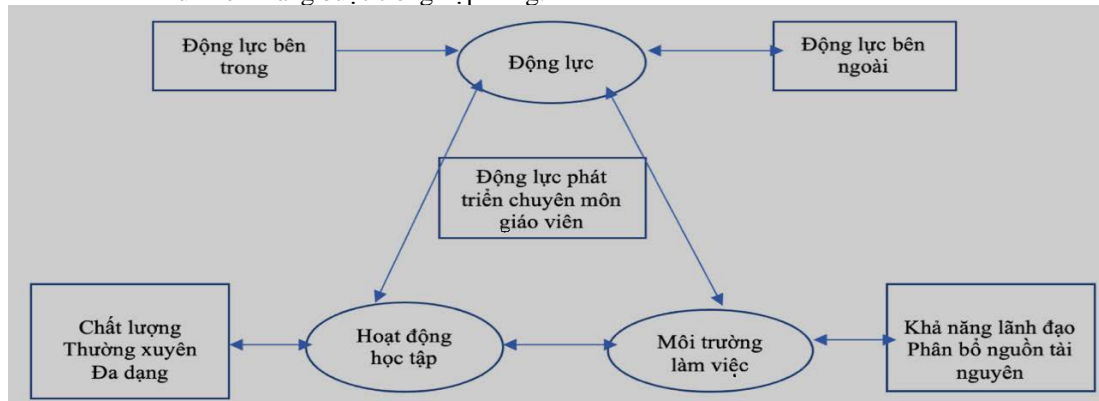 Động lực bên
trong
Động lực
Động lực bên
ngoài
Động lực phát
triển chuyên môn
giáo viên
Chất lượng
Thường xuyên
Đa dạng
Hoạt động
học tập
Môi trường
làm việc
Khả năng lãnh đạo
Phân bổ nguồn tài
nguyên